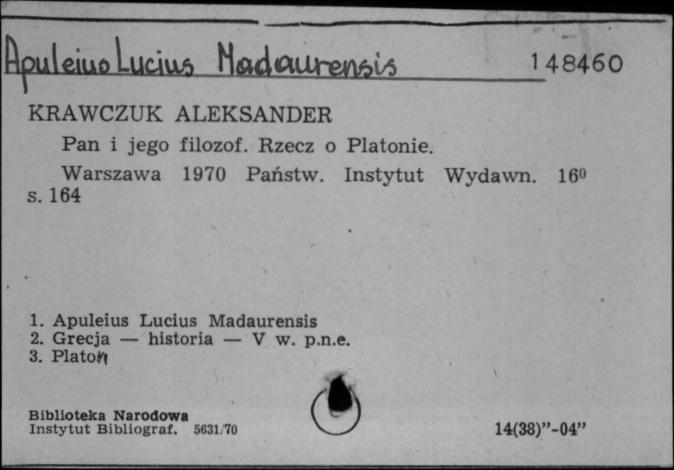 Apuleius Lucius Madaurensis 148460
KRAWCZUK ALEKSANDER
Pan i jego filozof. Rzecz o Platonie.
Warszawa 1970 Państw. Instytut Wydawn. 16⁰
s. 164
1. Apuleius Lucius Madaurensis
2. Grecja — historia — V w. p.n.e.
3. Platon
Biblioteka Narodowa
Instytut Bibliograf. 5631/70 14(38)”-04”